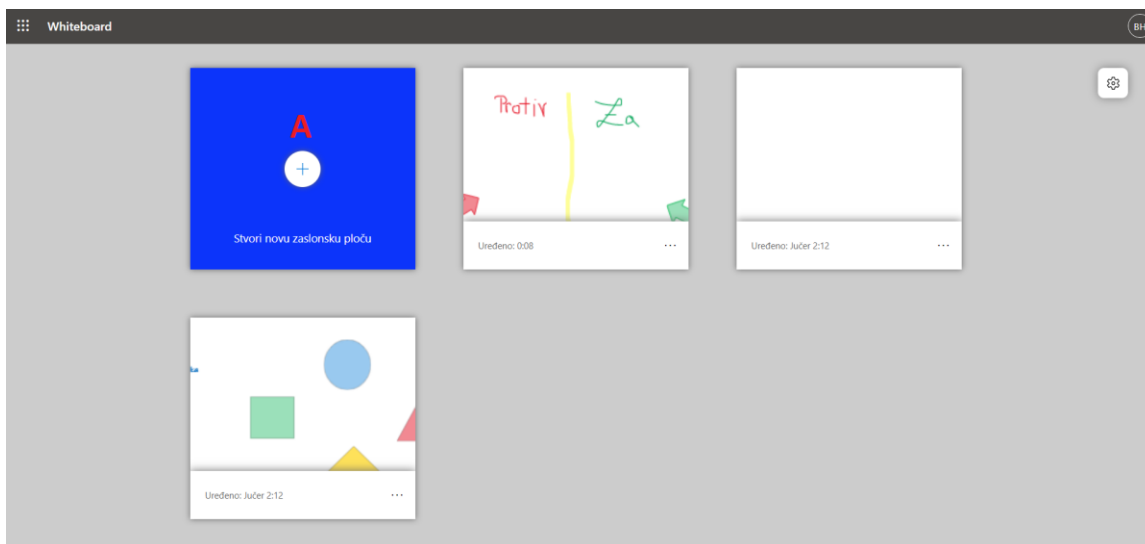 Whiteboard
BH
A
Stvori novu zaslonsku ploču
Protiv
Za
Uređeno: 0:08
Uređeno: Jučer 2:12
Uređeno: Jučer 2:12